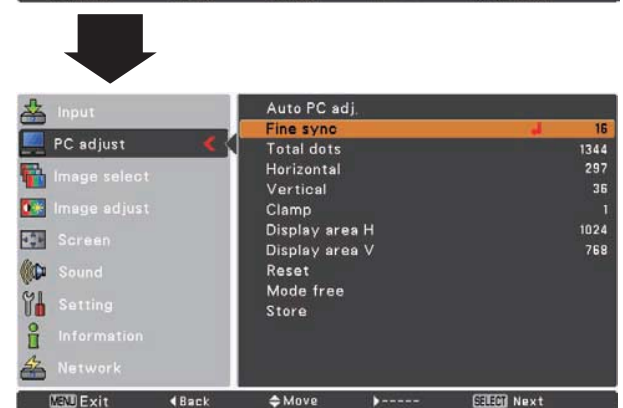 Input
PC adjust
Image select
Image adjust
Screen
Sound
Setting
Information
Network
Auto PC adj.
Fine sync 16
Total dots 1344
Horizontal 297
Vertical 36
Clamp 1
Display area H 1024
Display area V 768
Reset
Mode free
Store
MENU Exit Back Move ----- SELECT Next